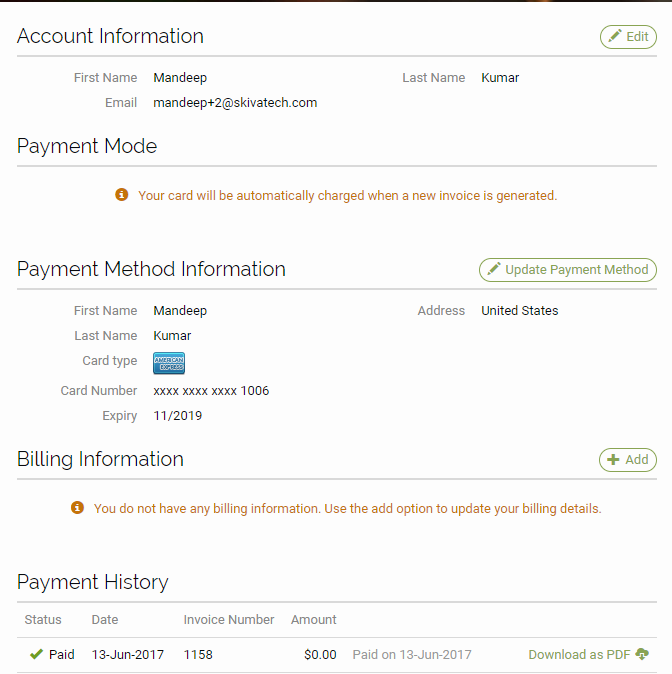 Account Information Edit
First Name Mandeep Last Name Kumar
Email mandeep+2@skivatech.com
Payment Mode
Your card will be automatically charged when a new invoice is generated.
Payment Method Information Update Payment Method
First Name Mandeep Address United States
Last Name Kumar
Card type AMERICAN EXPRESS
Card Number xxxx xxxx xxxx 1006
Expiry 11/2019
Billing Information Add
You do not have any billing information. Use the add option to update your billing details.
Payment History
Status Date Invoice Number Amount
Paid 13-Jun-2017 1158 $0.00 Paid on 13-Jun-2017 Download as PDF